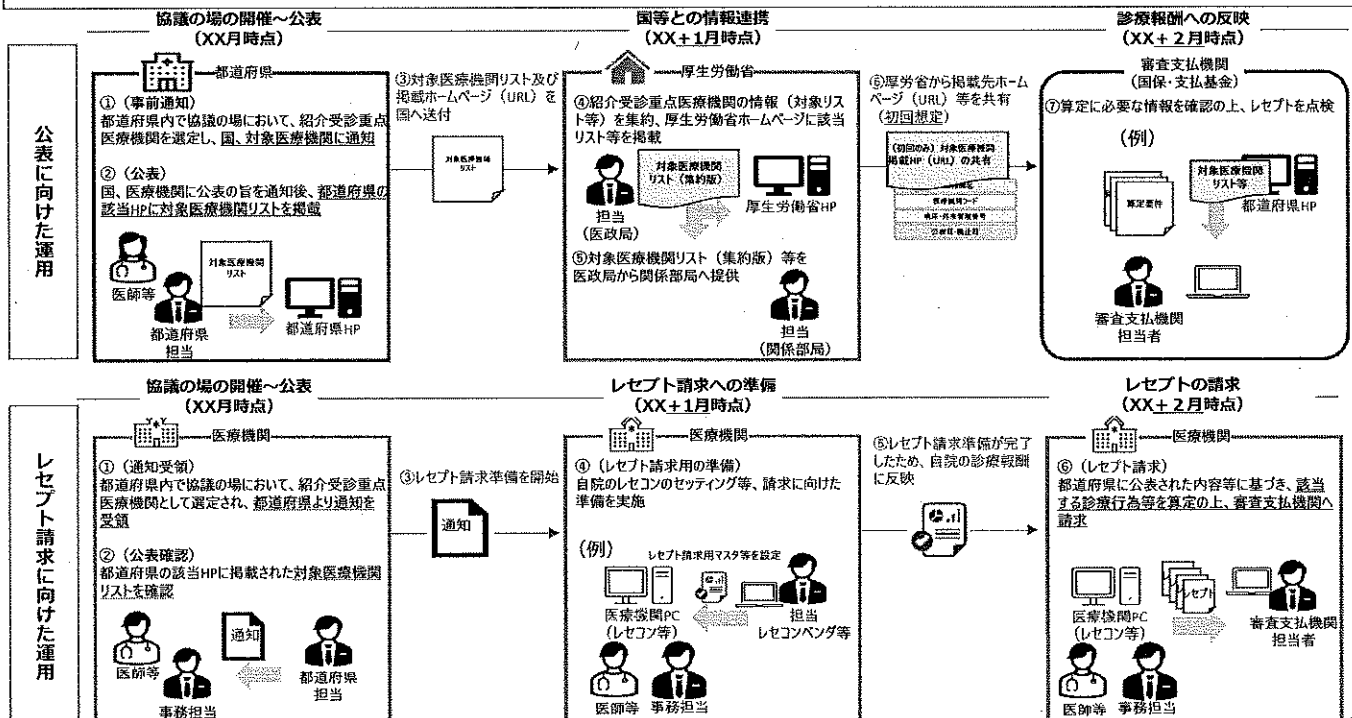 協議の場の開催～公表
(XX月時点)
国等との情報連携
(XX+1月時点)
診療報酬への反映
(XX+2月時点)
公表に向けた運用
都道府県
①（事前通知）
都道府県内で協議の場において、紹介受診重点
医療機関を選定し、国、対象医療機関に通知
②（公表）
国、医療機関に公表の旨を通知後、都道府県の
該当HPに対象医療機関リストを掲載
対象医療機関
リスト
医師等
都道府県
担当
都道府県HP
③対象医療機関リスト及び
掲載ホームページ（URL）を
国へ送付
対象医療機関
リスト
厚生労働省
④紹介受診重点医療機関の情報（対象リス
ト等）を集約、厚生労働省ホームページに該当
リスト等を掲載
対象医療機関
リスト（集約版）
担当
(医政局)
厚生労働省HP
⑤対象医療機関リスト（集約版）等を
医政局から関係部局へ提供
担当
(関係部局)
⑥厚労省から掲載先ホーム
ページ（URL）等を共有
(初回想定)
(初回のみ) 対象医療機関
掲載HP（URL）の共有
医療機関コード
審査支払機関
(国保・支払基金)
⑦算定に必要な情報を確認の上、レセプトを点検
(例)
算定要件
対象医療機関
リスト等
都道府県HP
審査支払機関
担当者
協議の場の開催～公表
(XX月時点)
レセプト請求への準備
(XX+1月時点)
レセプトの請求
(XX+2月時点)
レセプト請求に向けた運用
医療機関
①（通知受領）
都道府県内で協議の場において、紹介受診重点
医療機関として選定され、都道府県より通知を
受領
②（公表確認）
都道府県の該当HPに掲載された対象医療機関
リストを確認
通知
医師等
事務担当
都道府県
担当
③レセプト請求準備を開始
通知
医療機関
④（レセプト請求用の準備）
自院のレセコンのセッティング等、請求に向けた
準備を実施
(例)
レセプト請求用マスタ等を設定
医療機関PC
(レセコン等)
担当
レセコンベンダ等
医師等 事務担当
⑤レセプト請求準備が完了
したため、自院の診療報酬
に反映
医療機関
⑥（レセプト請求）
都道府県に公表された内容等に基づき、該当
する診療行為等を算定の上、審査支払機関へ
請求
医療機関PC
(レセコン等)
レセプト
審査支払機関
担当者
医師等 事務担当